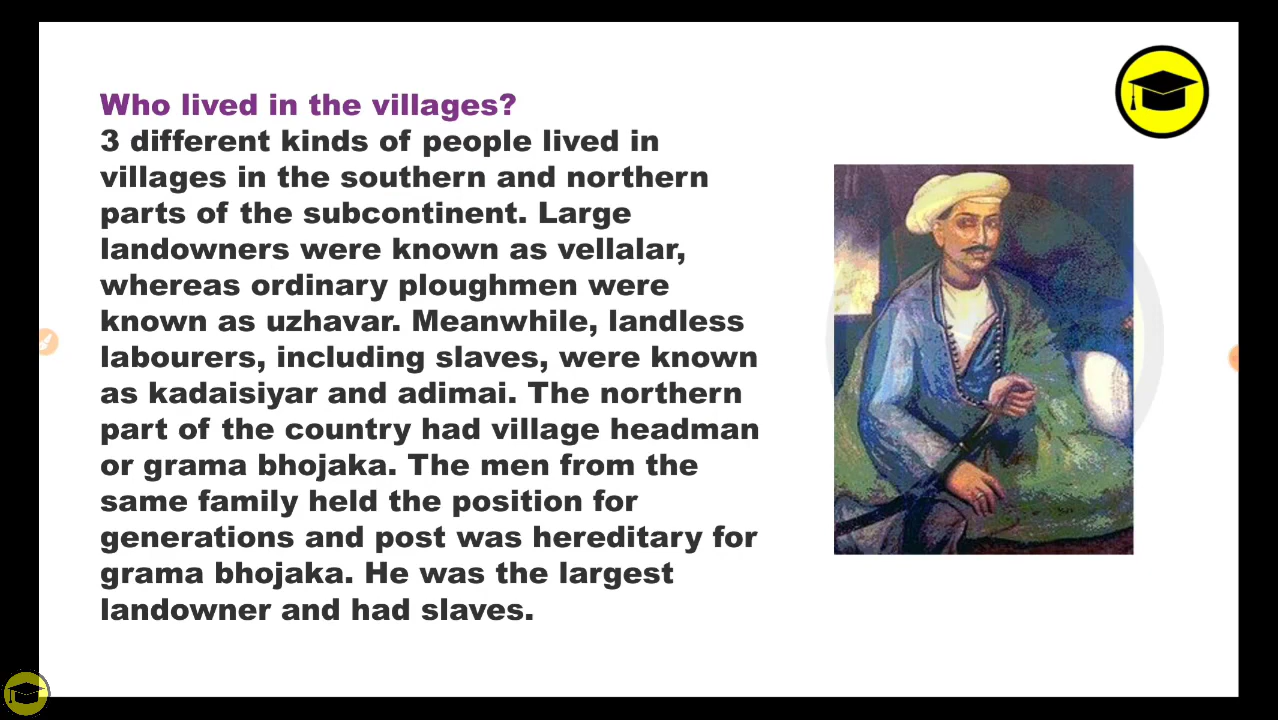 Who lived in the villages?
3 different kinds of people lived in
villages in the southern and northern
parts of the subcontinent. Large
landowners were known as vellalar,
whereas ordinary ploughmen were
known as uzhavar. Meanwhile, landless
labourers, including slaves, were known
as kadaisiyar and adimai. The northern
part of the country had village headman
or grama bhojaka. The men from the
same family held the position for
generations and post was hereditary for
grama bhojaka. He was the largest
landowner and had slaves.